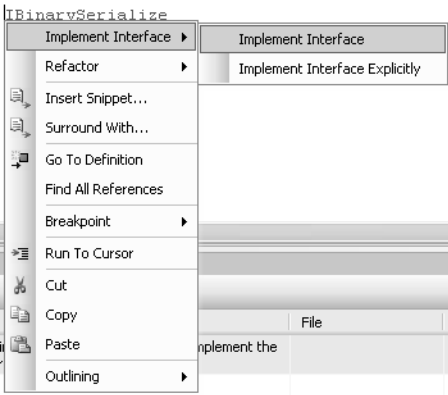 IBinarySerialize
Implement Interface
Implement Interface
Refactor
Implement Interface Explicitly
Insert Snippet...
Surround With...
Go To Definition
Find All References
Breakpoint
Run To Cursor
Cut
Copy
File
Paste
implement the
Outlining